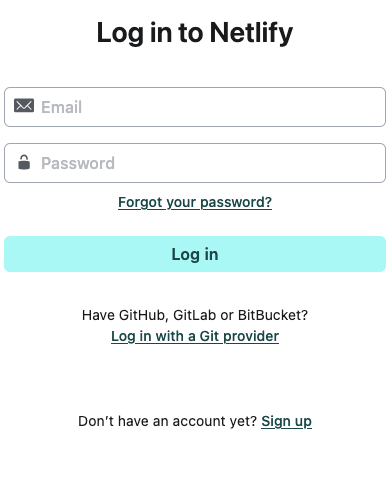 Log in to Netlify
Email
Password
Forgot your password?
Log in
Have GitHub, GitLab or BitBucket?
Log in with a Git provider
Don’t have an account yet? Sign up